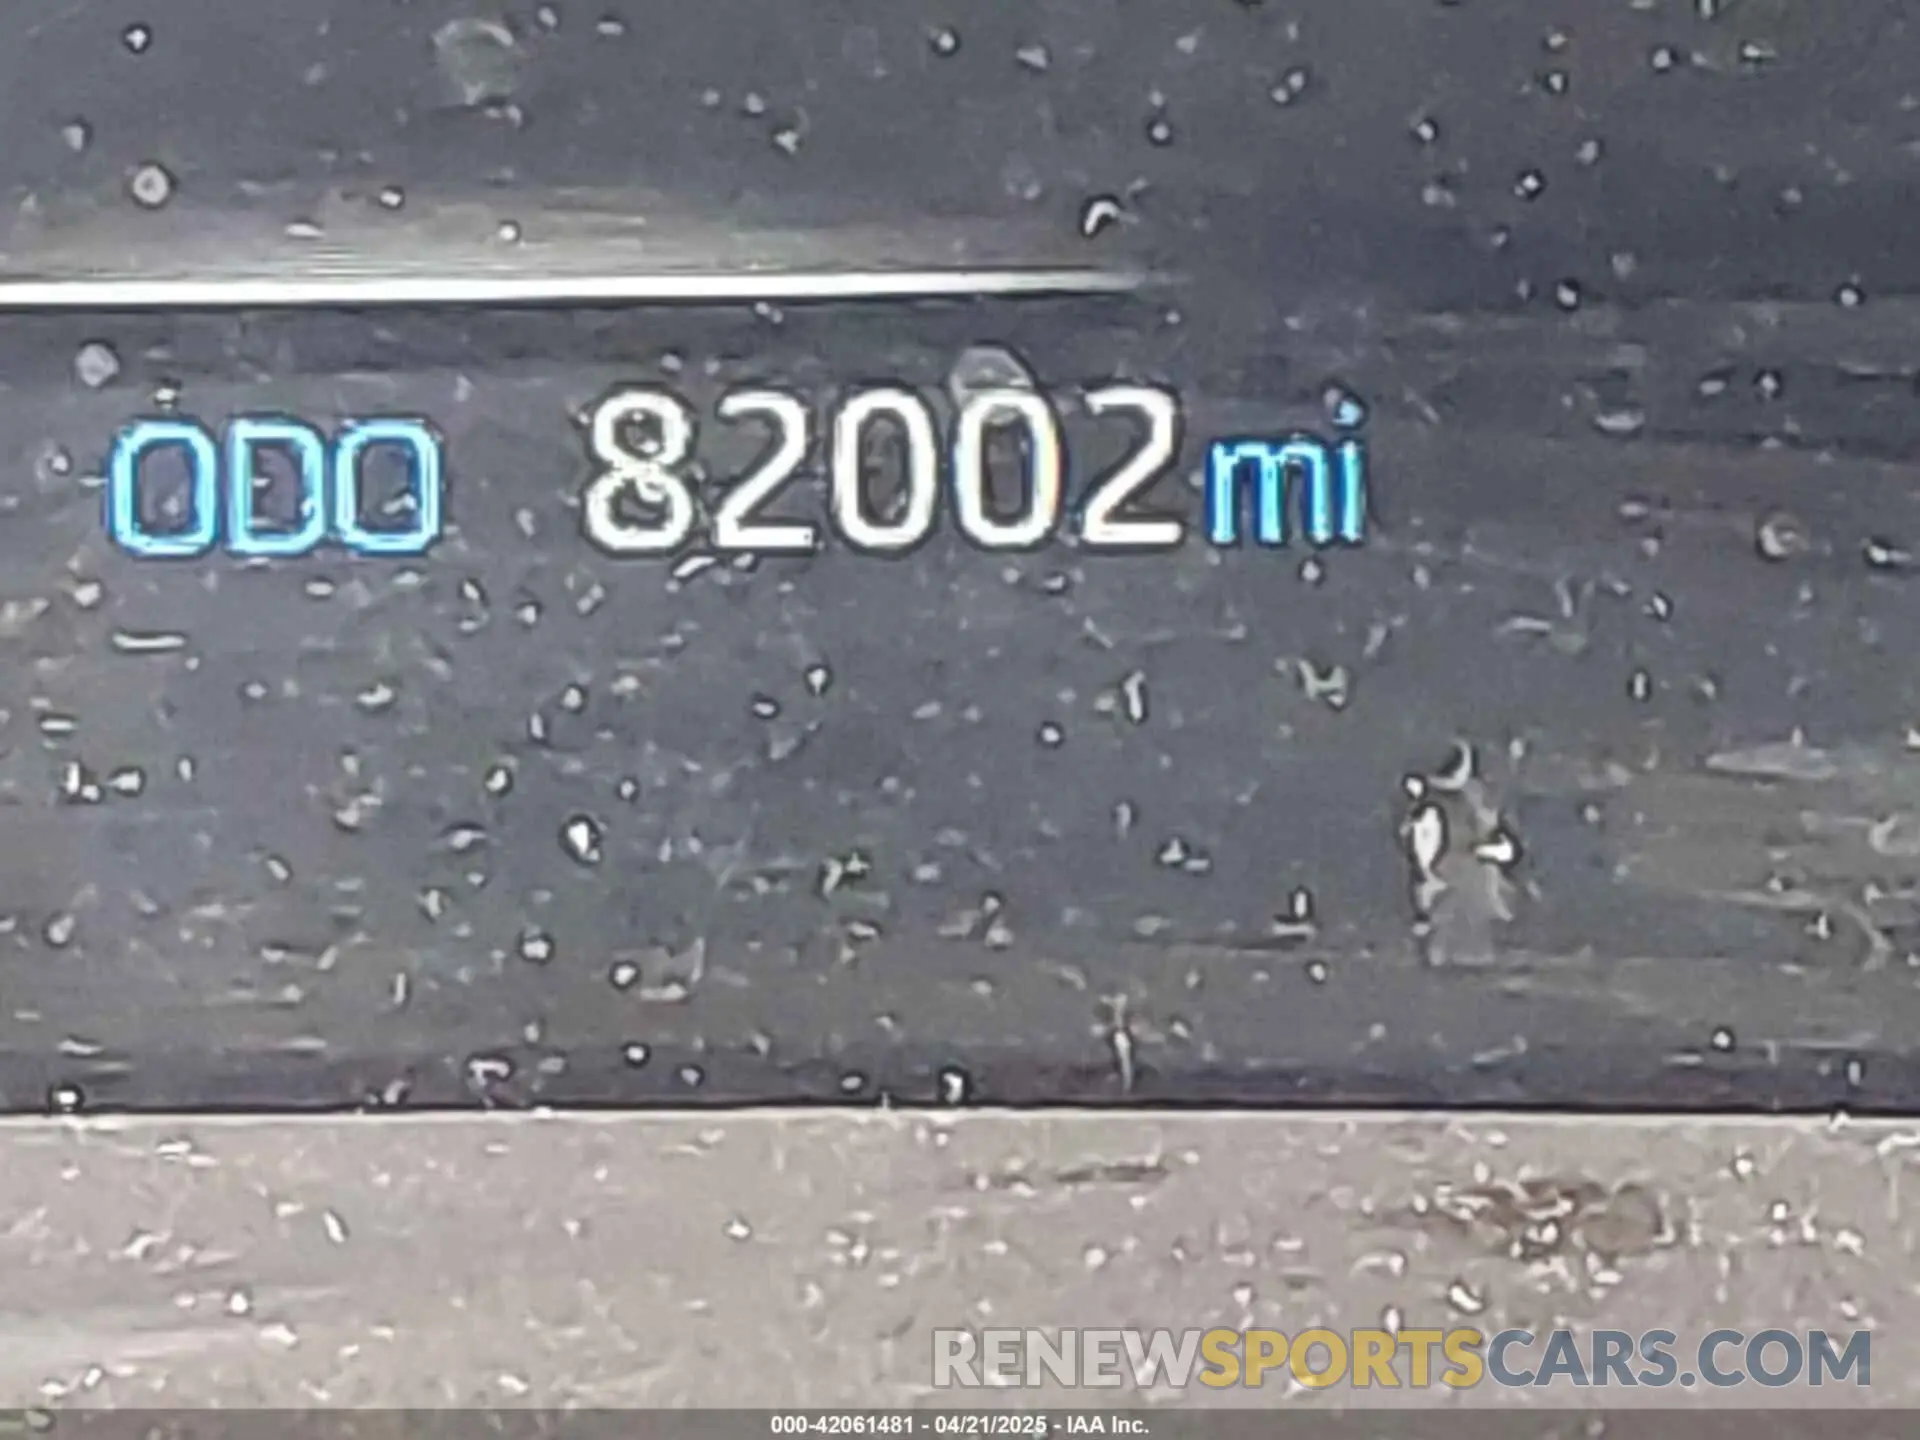 ODO 82002mi
RENEWSPORTSCARS.COM
000-42061481 - 04/21/2025 - IAA Inc.